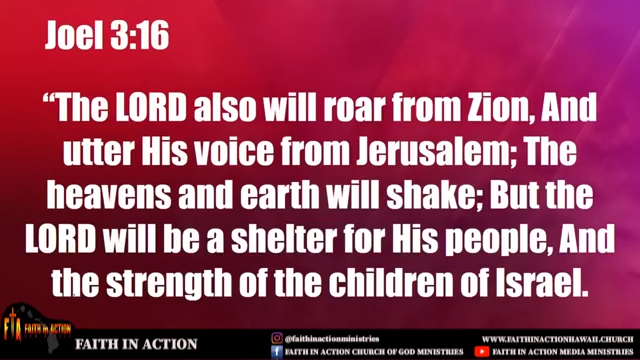 Joel 3:16
“The LORD also will roar from Zion, And
utter His voice from Jerusalem; The
heavens and earth will shake; But the
LORD will be a shelter for His people, And
the strength of the children of Israel.
FIA FAITH in ACTION
FAITH IN ACTION
@faithinactionministries
WWW.FAITHINACTIONHAWAII.CHURCH
FAITH IN ACTION CHURCH OF GOD MINISTRIES
FAITH IN ACTION MEDIA MINISTRIES